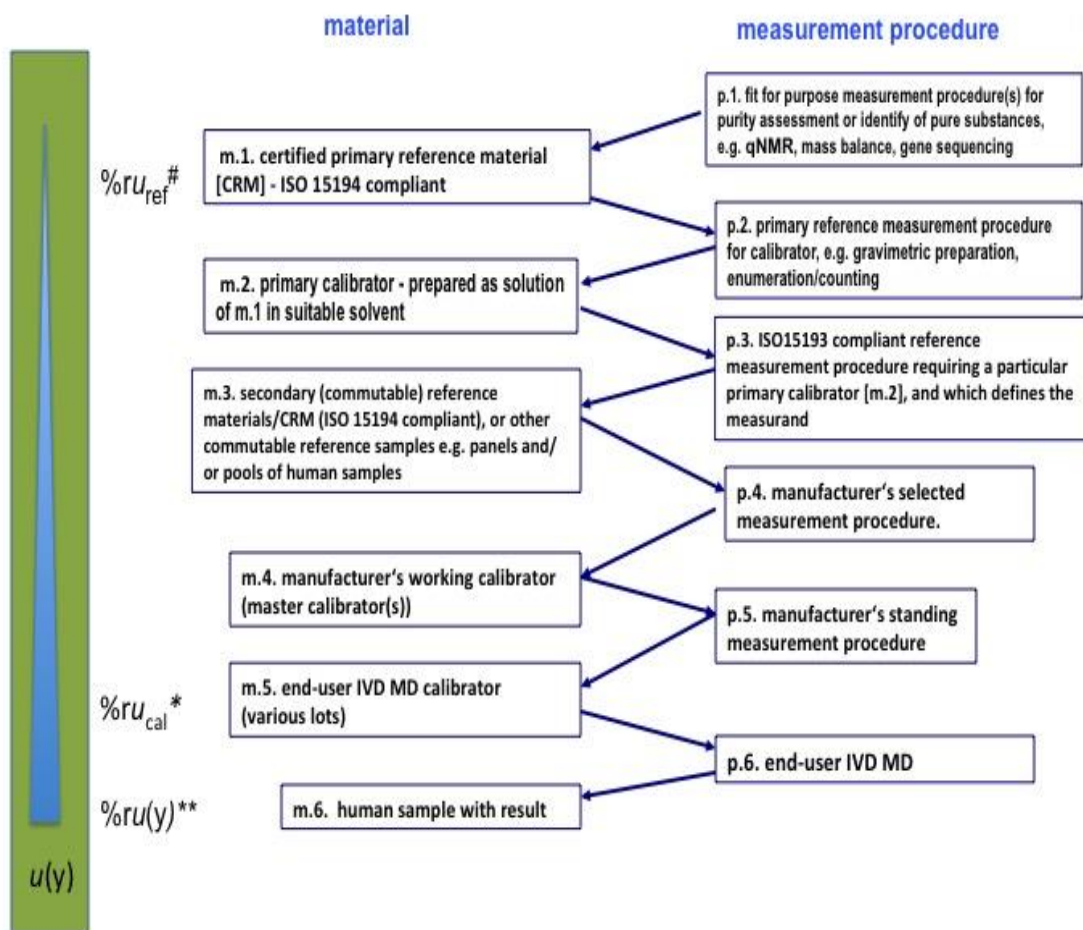 material
measurement procedure
p.1. fit for purpose measurement procedure(s) for
purity assessment or identify of pure substances,
e.g. qNMR, mass balance, gene sequencing
m.1. certified primary reference material
[CRM] - ISO 15194 compliant
%ru_ref^#
p.2. primary reference measurement procedure
for calibrator, e.g. gravimetric preparation,
enumeration/counting
m.2. primary calibrator - prepared as solution
of m.1 in suitable solvent
p.3. ISO15193 compliant reference
measurement procedure requiring a particular
primary calibrator [m.2], and which defines the
measurand
m.3. secondary (commutable) reference
materials/CRM (ISO 15194 compliant), or other
commutable reference samples e.g. panels and/
or pools of human samples
p.4. manufacturer‘s selected
measurement procedure.
m.4. manufacturer‘s working calibrator
(master calibrator(s))
p.5. manufacturer‘s standing
measurement procedure
m.5. end-user IVD MD calibrator
(various lots)
%ru_cal*
p.6. end-user IVD MD
m.6. human sample with result
%ru(y)**
u(y)